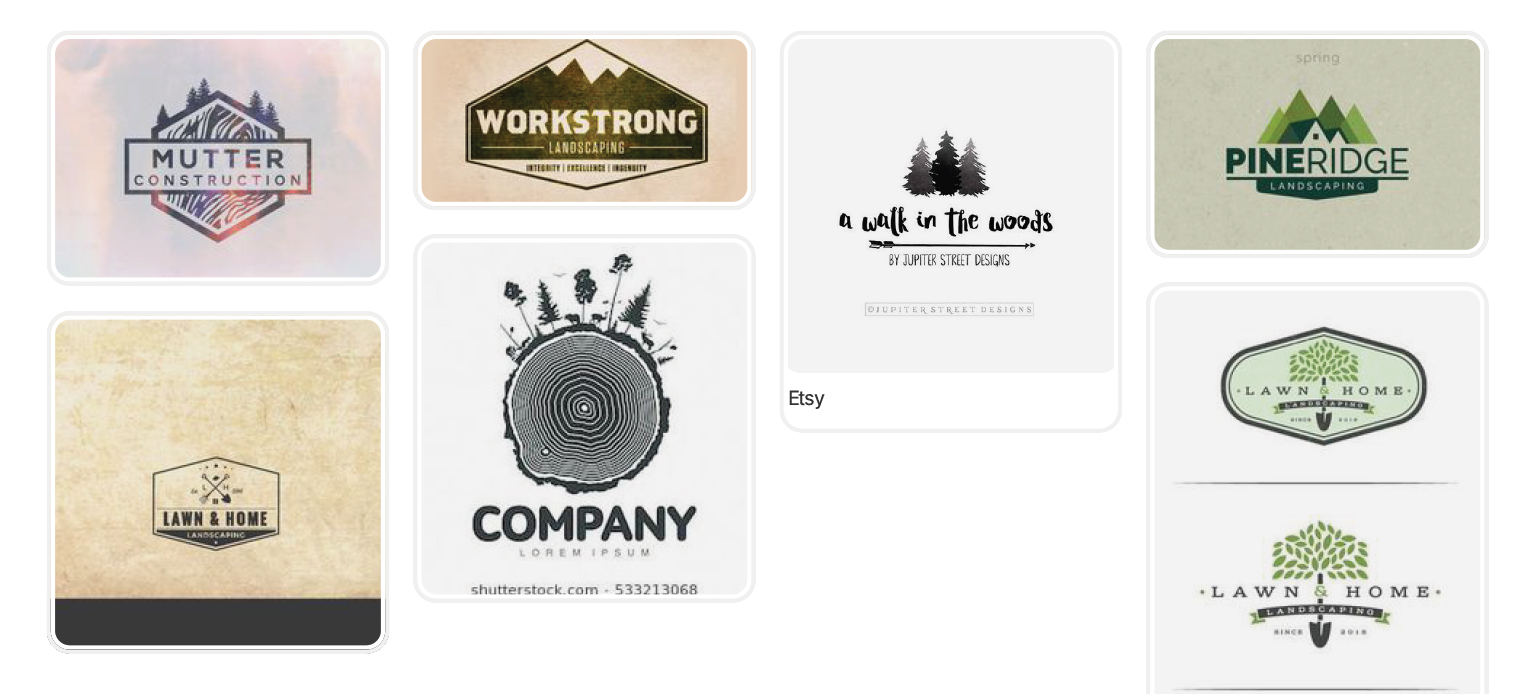 MUTTER
CONSTRUCTION
LH
LAWN & HOME
LANDSCAPING
WORKSTRONG
LANDSCAPING
INTEGRITY | EXCELLENCE | INGENUITY
COMPANY
LOREM IPSUM
shutterstock.com · 533213068
a walk in the woods
BY JUPITER STREET DESIGNS
©JUPITER STREET DESIGNS
Etsy
spring
PINERIDGE
LANDSCAPING
· LAWN & HOME ·
LANDSCAPING
SINCE 2018
· LAWN & HOME ·
LANDSCAPING
SINCE 2018